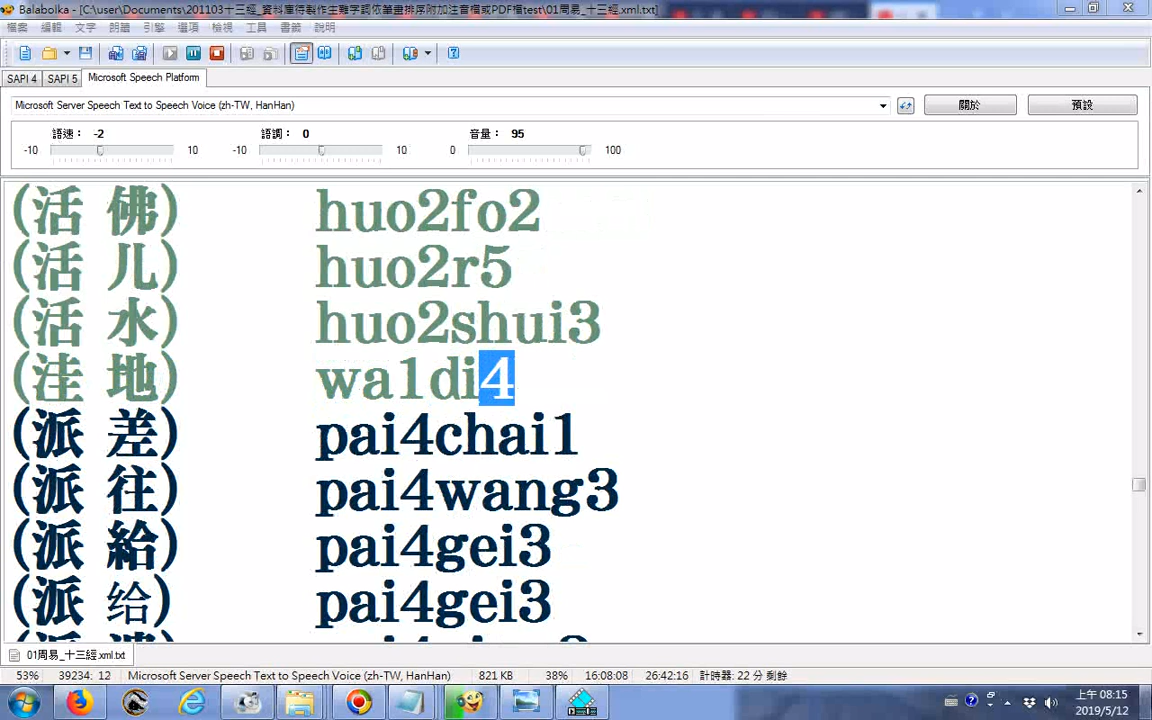 Balabolka - [C:\user\Documents\201103十三經_資料庫待製作生難字詞依筆畫排序附加注音檔或PDF檔test\01周易_十三經.xml.txt]
檔案 編輯 文字 朗讀 引擎 選項 檢視 工具 書籤 說明
SAPI 4 SAPI 5 Microsoft Speech Platform
Microsoft Server Speech Text to Speech Voice (zh-TW, HanHan) 關於 預設
語速： -2 語調： 0 音量： 95
-10 10 -10 10 0 100
(活 佛) huo2fo2
(活 儿) huo2r5
(活 水) huo2shui3
(洼 地) wa1di4
(派 差) pai4chai1
(派 往) pai4wang3
(派 給) pai4gei3
(派 给) pai4gei3
01周易_十三經.xml.txt
53% 39234: 12 Microsoft Server Speech Text to Speech Voice (zh-TW, HanHan) 821 KB 38% 16:08:08 26:42:16 計時器: 22 分 剩餘
上午 08:15
2019/5/12